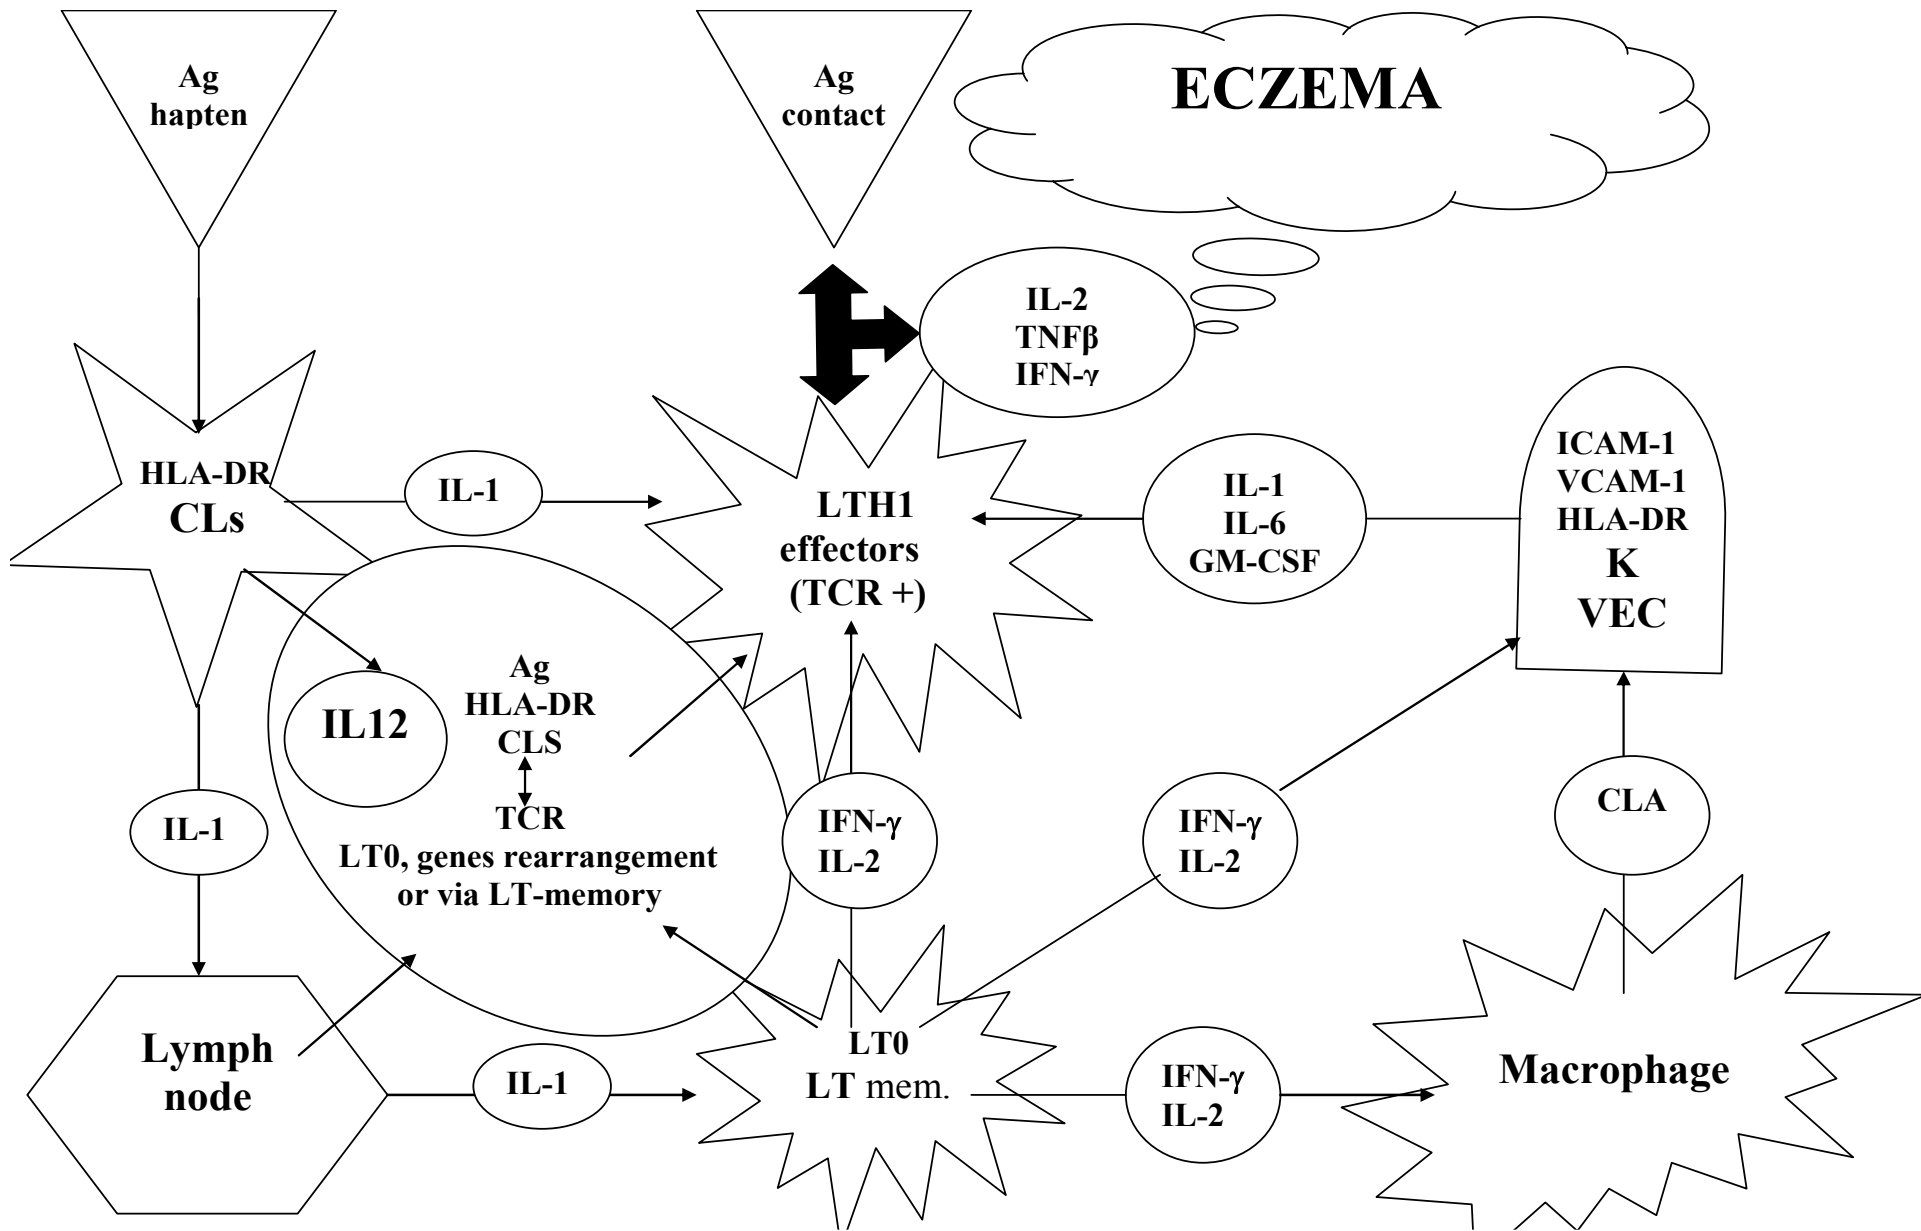 Ag
hapten
Ag
contact
ECZEMA
IL-2
TNFβ
IFN-γ
HLA-DR
CLs
IL-1
LTH1
effectors
(TCR +)
IL-1
IL-6
GM-CSF
ICAM-1
VCAM-1
HLA-DR
K
VEC
IL12
Ag
HLA-DR
CLS
TCR
LT0, genes rearrangement
or via LT-memory
IL-1
IFN-γ
IL-2
IFN-γ
IL-2
CLA
Lymph
node
IL-1
LT0
LT mem.
IFN-γ
IL-2
Macrophage